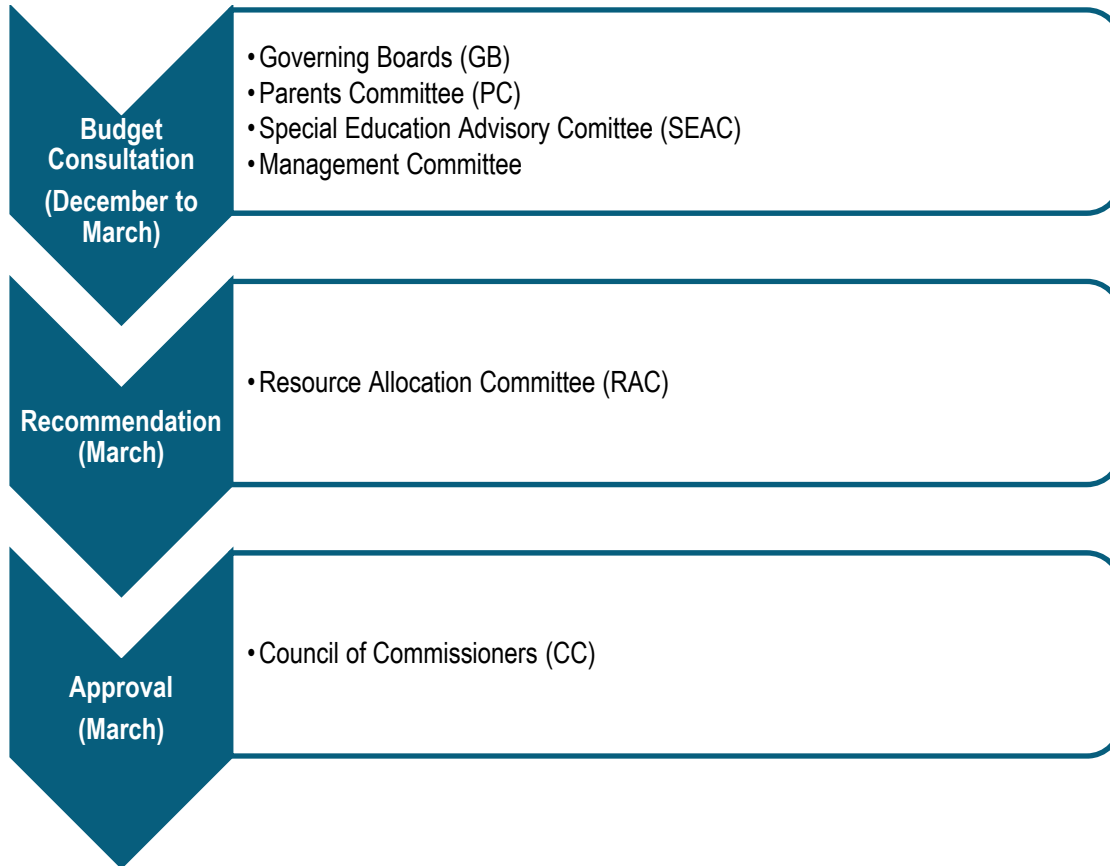 Budget
Consultation
(December to
March)
•Governing Boards (GB)
•Parents Committee (PC)
•Special Education Advisory Comittee (SEAC)
•Management Committee
Recommendation
(March)
•Resource Allocation Committee (RAC)
Approval
(March)
•Council of Commissioners (CC)